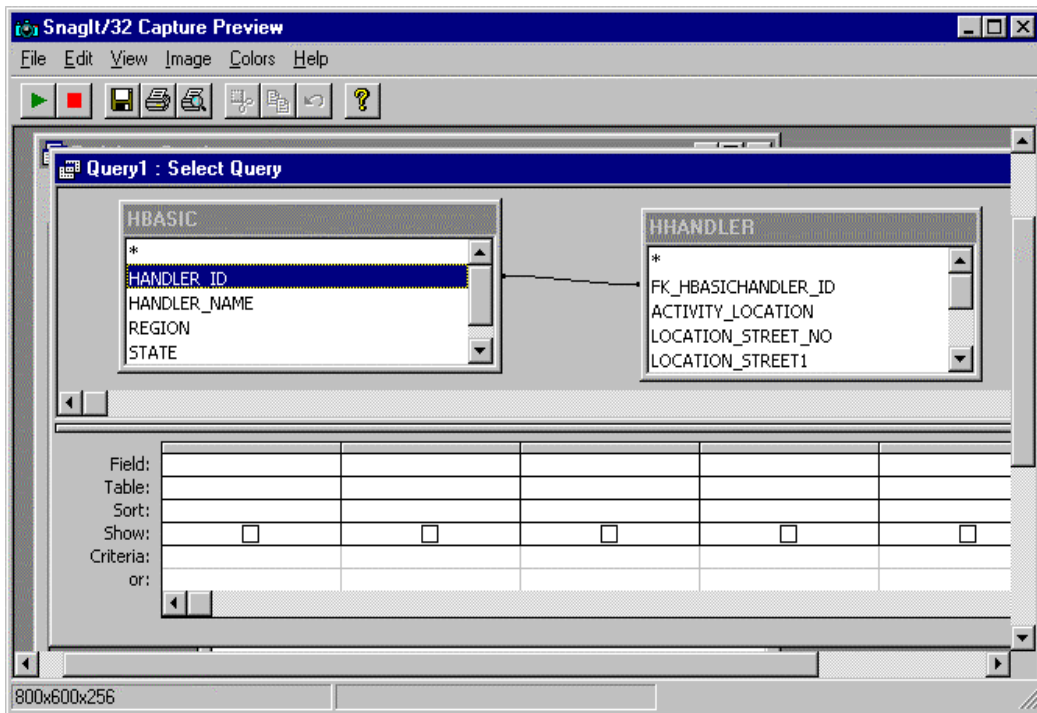 SnagIt/32 Capture Preview
File Edit View Image Colors Help
Query1 : Select Query
HBASIC
*
HANDLER_ID
HANDLER_NAME
REGION
STATE
HHANDLER
*
FK_HBASICHANDLER_ID
ACTIVITY_LOCATION
LOCATION_STREET_NO
LOCATION_STREET1
Field:
Table:
Sort:
Show:
Criteria:
or:
800x600x256